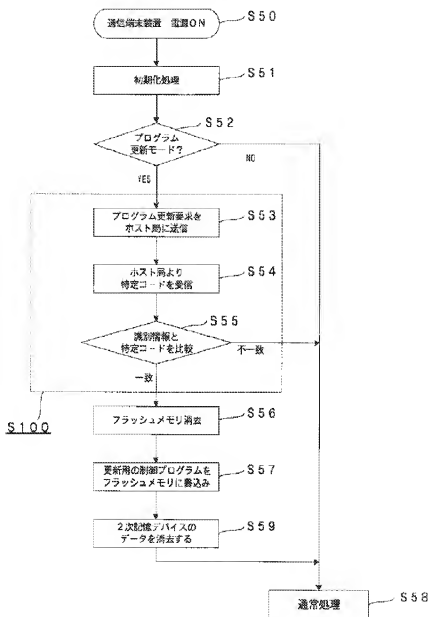 通信端末装置 電源ON
S50
初期化処理
S51
S52
プログラム
更新モード?
NO
YES
プログラム更新要求を
ホスト局に送信
S53
ホスト局より
特定コードを受信
S54
S55
識別情報と
特定コードを比較
不一致
一致
S100
フラッシュメモリ消去
S56
更新用の制御プログラムを
フラッシュメモリに書込み
S57
2次記憶デバイスの
データを消去する
S59
通常処理
S58